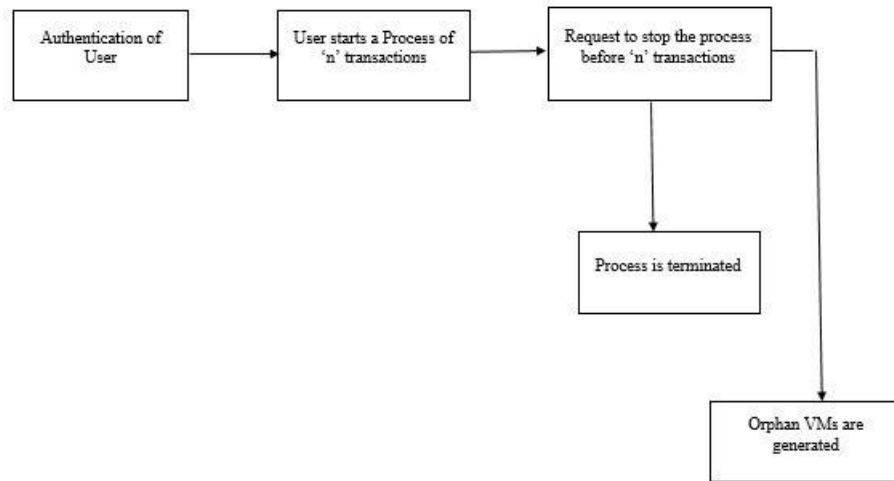 Authentication of
User
User starts a Process of
‘n’ transactions
Request to stop the process
before ‘n’ transactions
Process is terminated
Orphan VMs are
generated